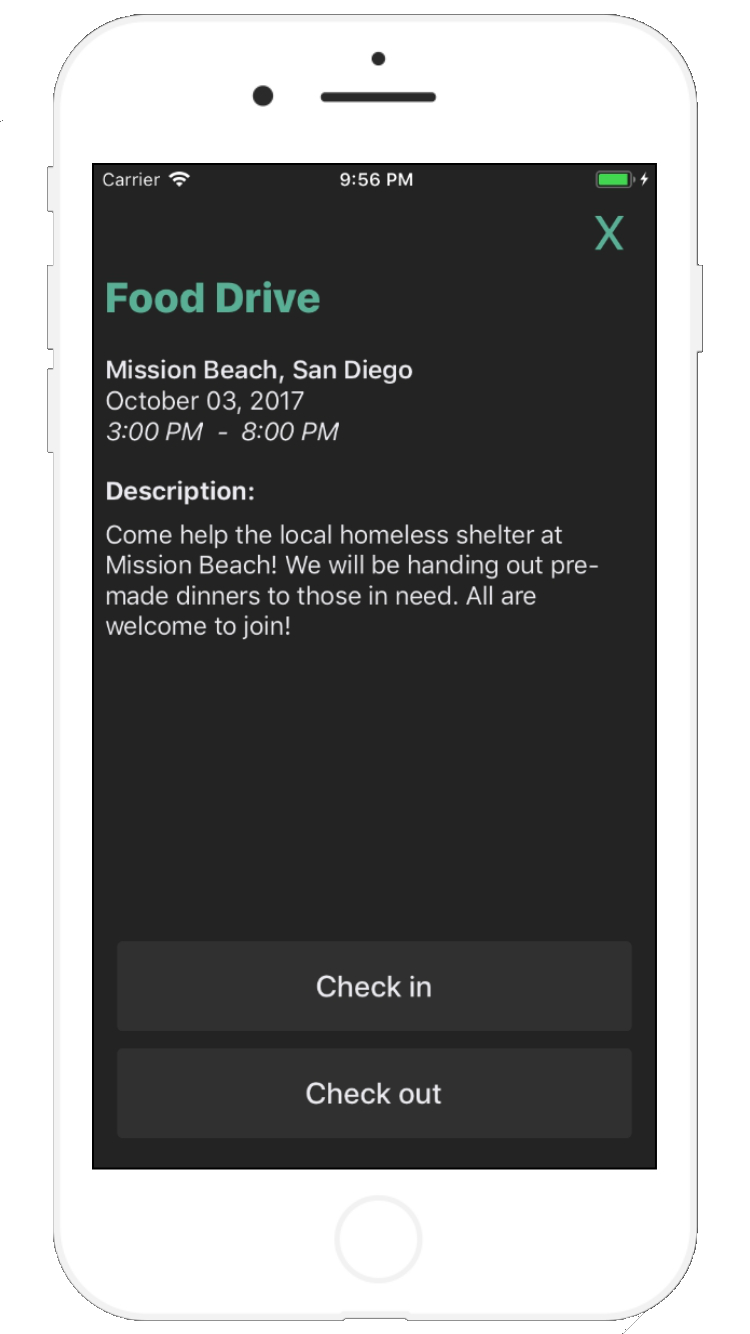 Carrier 9:56 PM
X
Food Drive
Mission Beach, San Diego
October 03, 2017
3:00 PM - 8:00 PM
Description:
Come help the local homeless shelter at
Mission Beach! We will be handing out pre-
made dinners to those in need. All are
welcome to join!
Check in
Check out